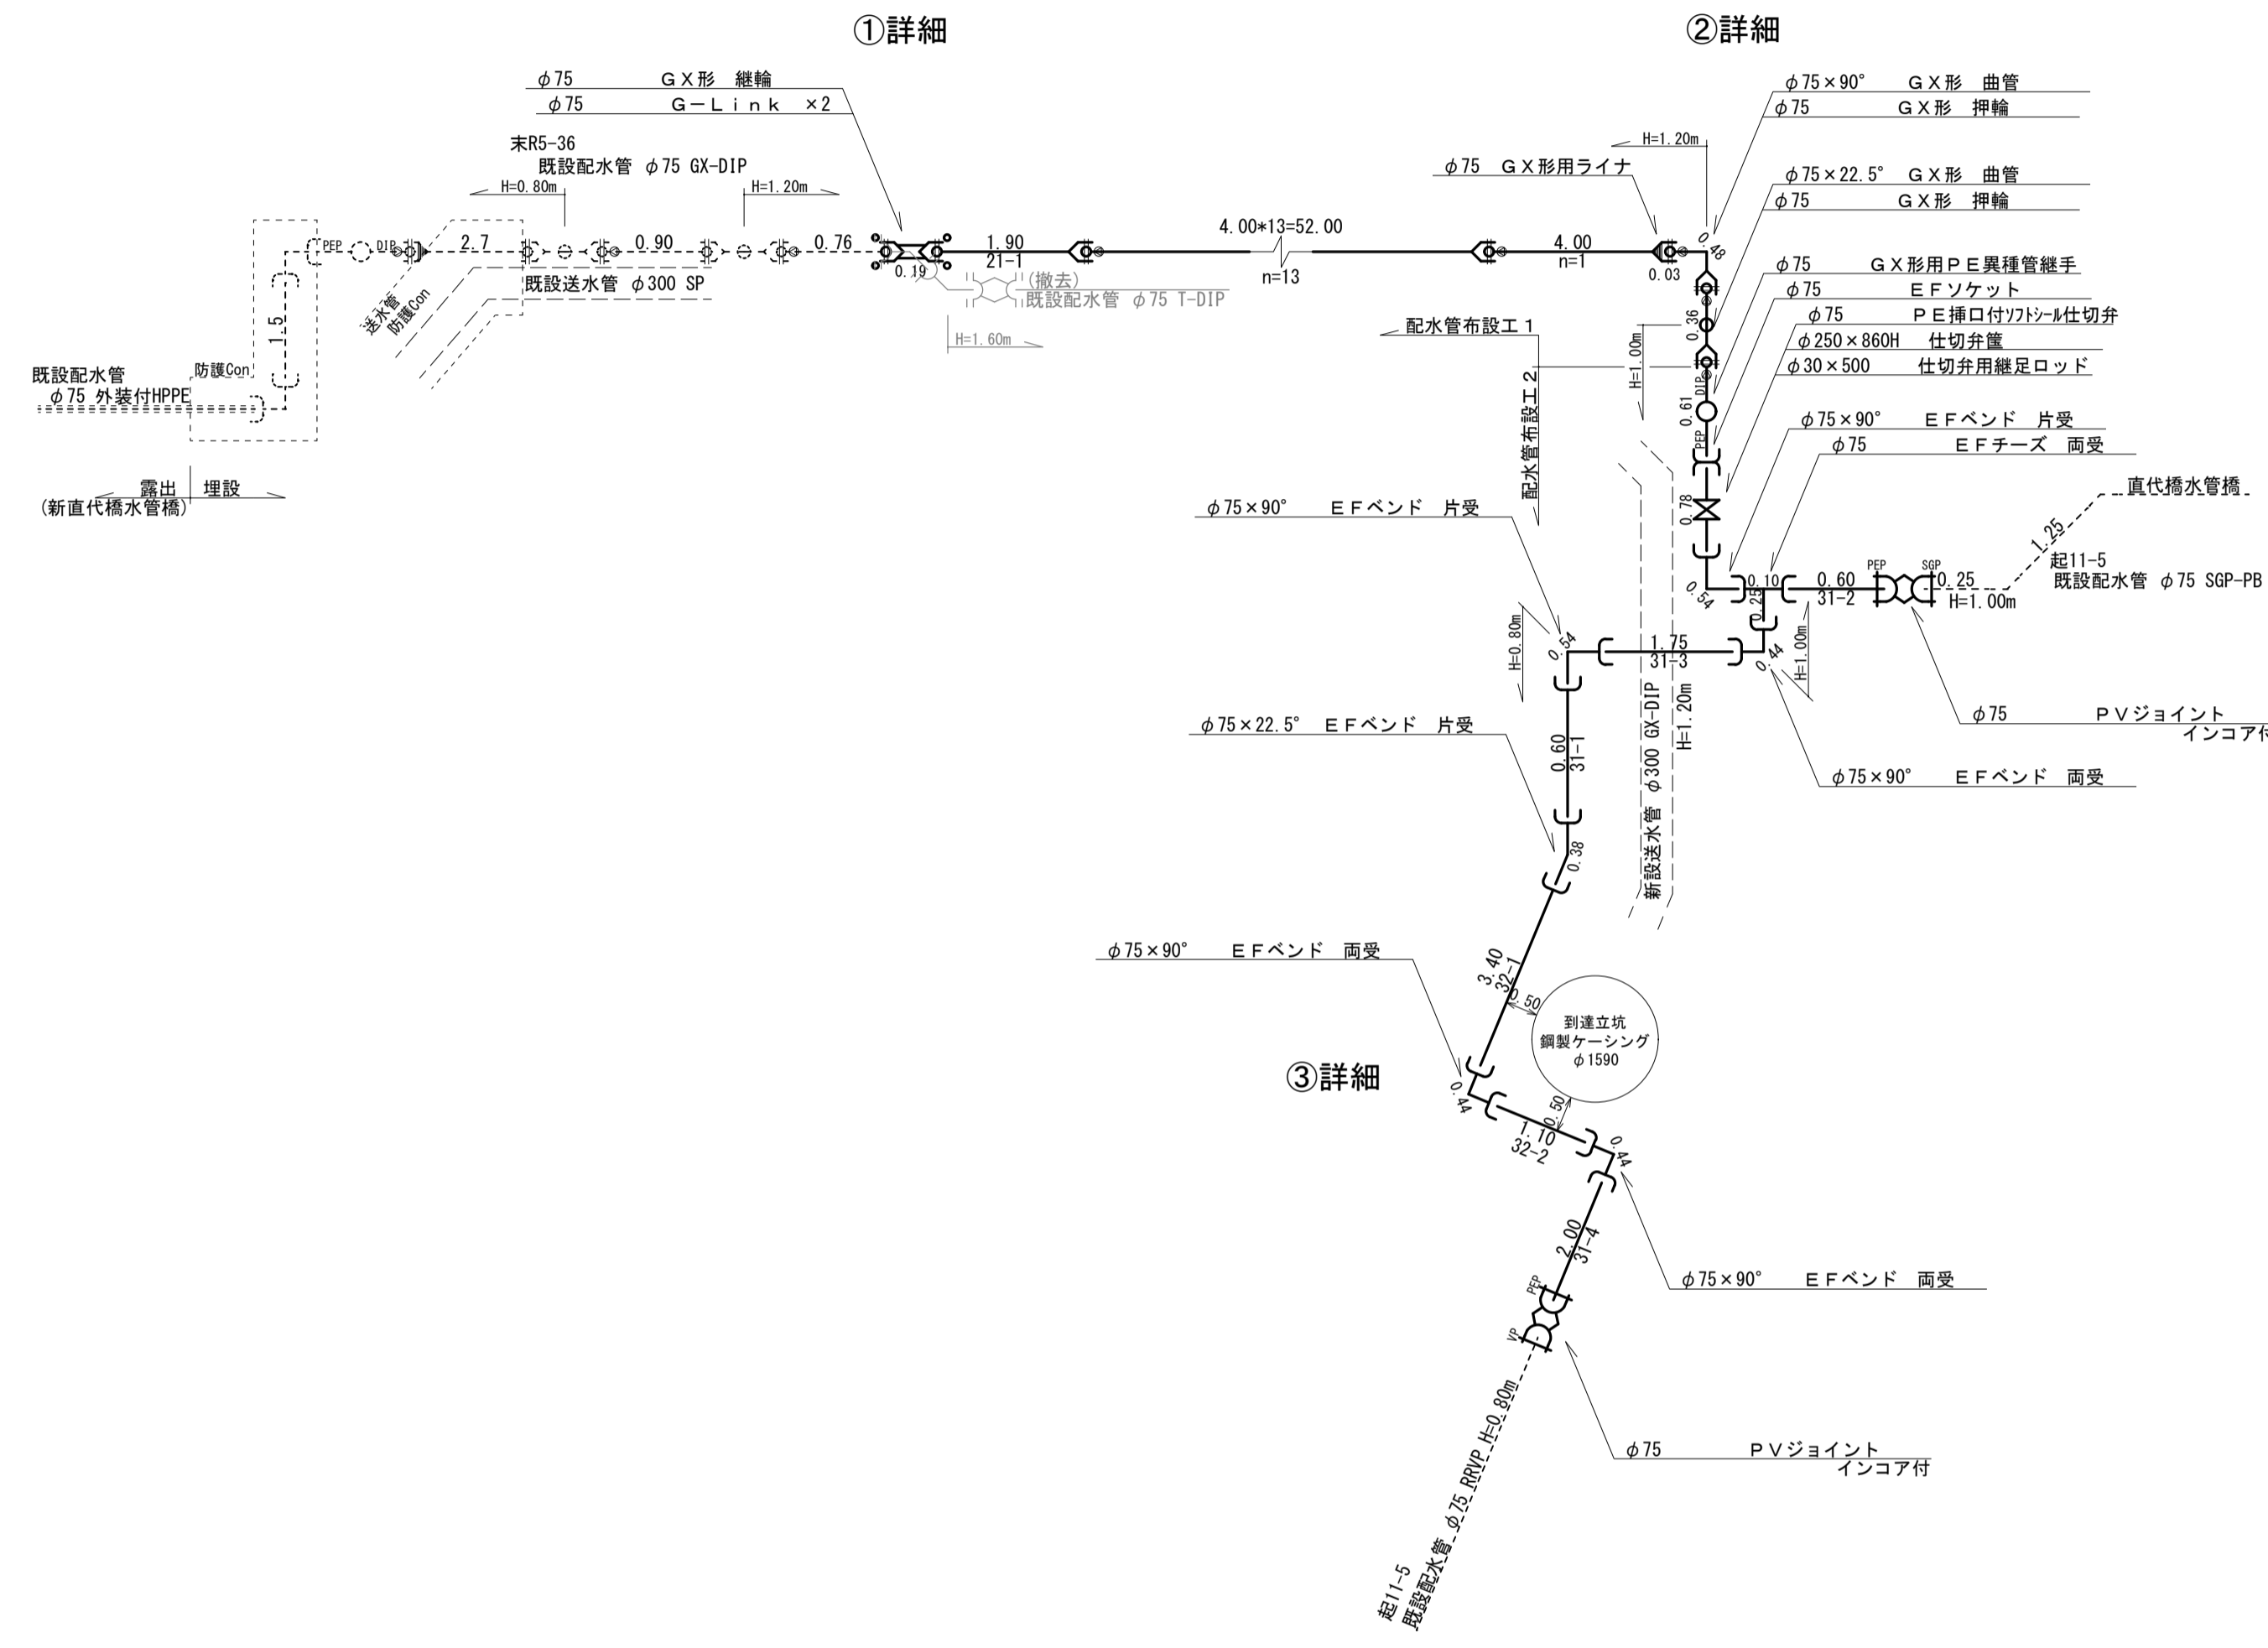 ①詳細
②詳細
φ75 GX形 継輪
φ75 G-Link ×2
末R5-36
既設配水管 φ75 GX-DIP
H=0.80m
H=1.20m
PEP
DIP
2.7
0.90
0.76
0.19
1.90
21-1
4.00*13=52.00
n=13
4.00
n=1
0.03
φ75 GX形用ライナ
H=1.20m
φ75×90° GX形 曲管
φ75 GX形 押輪
φ75×22.5° GX形 曲管
φ75 GX形 押輪
0.48
φ75 GX形用PE異種管継手
φ75 EFソケット
φ75 PE挿口付ソフトシール仕切弁
φ250×860H 仕切弁筐
φ30×500 仕切弁用継足ロッド
φ75×90° EFベンド 片受
φ75 EFチーズ 両受
既設送水管 φ300 SP
送水管
防護Con
(撤去)
既設配水管 φ75 T-DIP
H=1.60m
1.5
防護Con
既設配水管
φ75 外装付HPPE
露出
埋設
(新直代橋水管橋)
配水管布設工1
配水管布設工2
H=1.00m
0.36
DIP
0.61
PEP
0.78
0.54
0.10
0.25
0.60
31-2
PEP
SGP
0.25
H=1.00m
1.25
直代橋水管橋
起11-5
既設配水管 φ75 SGP-PB
φ75×90° EFベンド 片受
H=0.80m
0.54
1.75
31-3
0.44
H=1.00m
φ75 PVジョイント
インコア付
φ75×90° EFベンド 両受
φ75×22.5° EFベンド 片受
0.60
31-1
新設送水管 φ300 GX-DIP
H=1.20m
0.38
φ75×90° EFベンド 両受
3.40
32-1
0.50
到達立坑
鋼製ケーシング
φ1590
③詳細
0.44
0.50
1.10
32-2
0.44
φ75×90° EFベンド 両受
2.00
31-4
PEP
VP
φ75 PVジョイント
インコア付
起11-5
既設配水管 φ75 RRVP H=0.80m